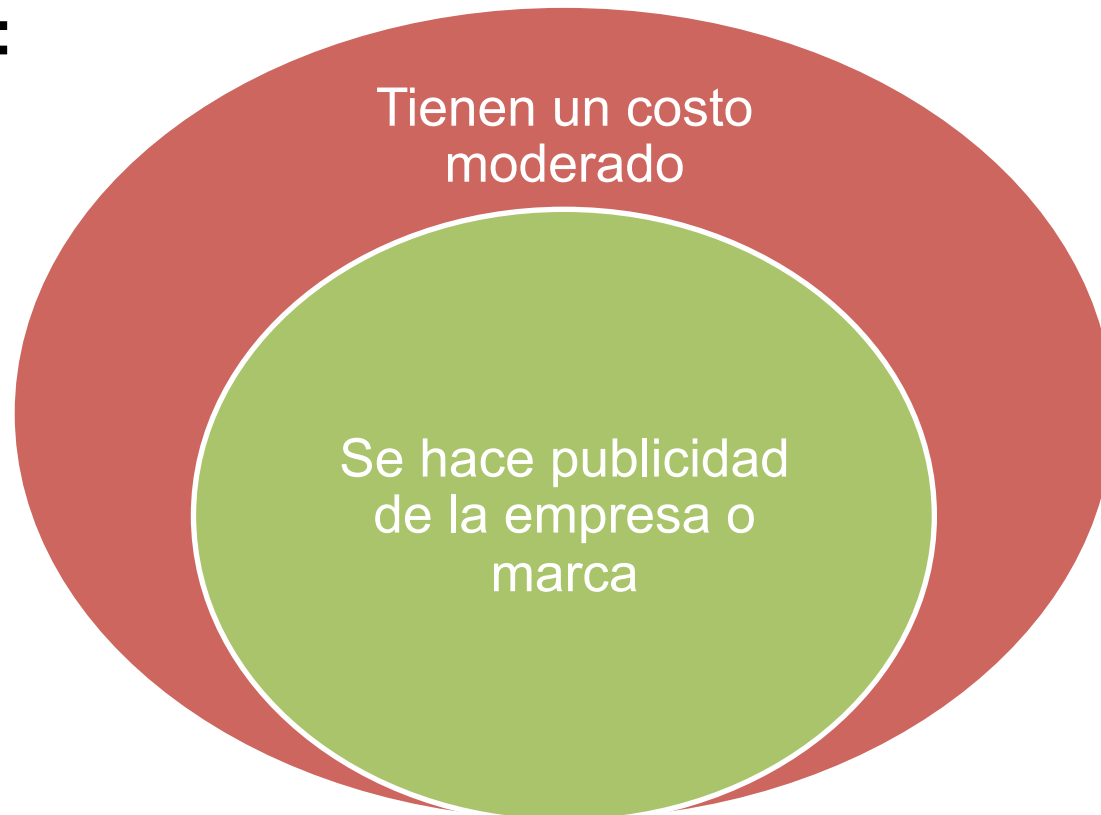 :
Tienen un costo
moderado
Se hace publicidad
de la empresa o
marca